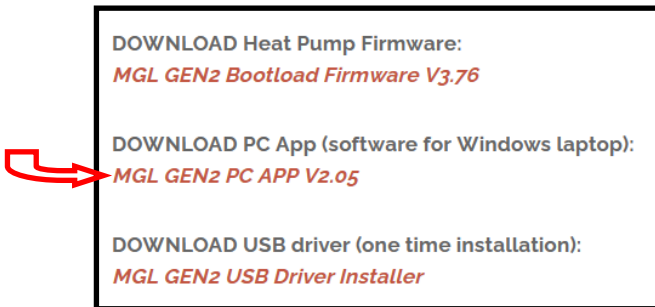 DOWNLOAD Heat Pump Firmware:
MGL GEN2 Bootload Firmware V3.76
DOWNLOAD PC App (software for Windows laptop):
MGL GEN2 PC APP V2.05
DOWNLOAD USB driver (one time installation):
MGL GEN2 USB Driver Installer